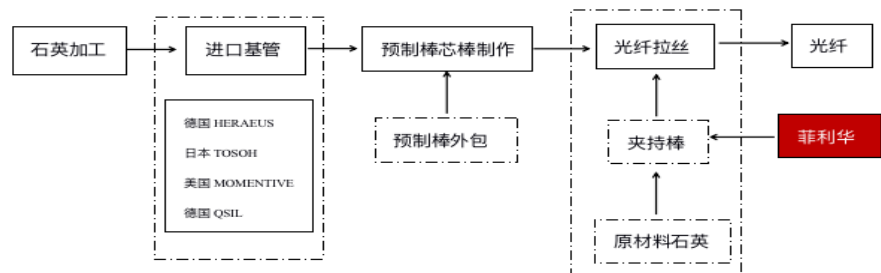 石英加工
进口基管
预制棒芯棒制作
光纤拉丝
光纤
德国 HERAEUS
日本 TOSOH
美国 MOMENTIVE
德国 QSIL
预制棒外包
夹持棒
菲利华
原材料石英